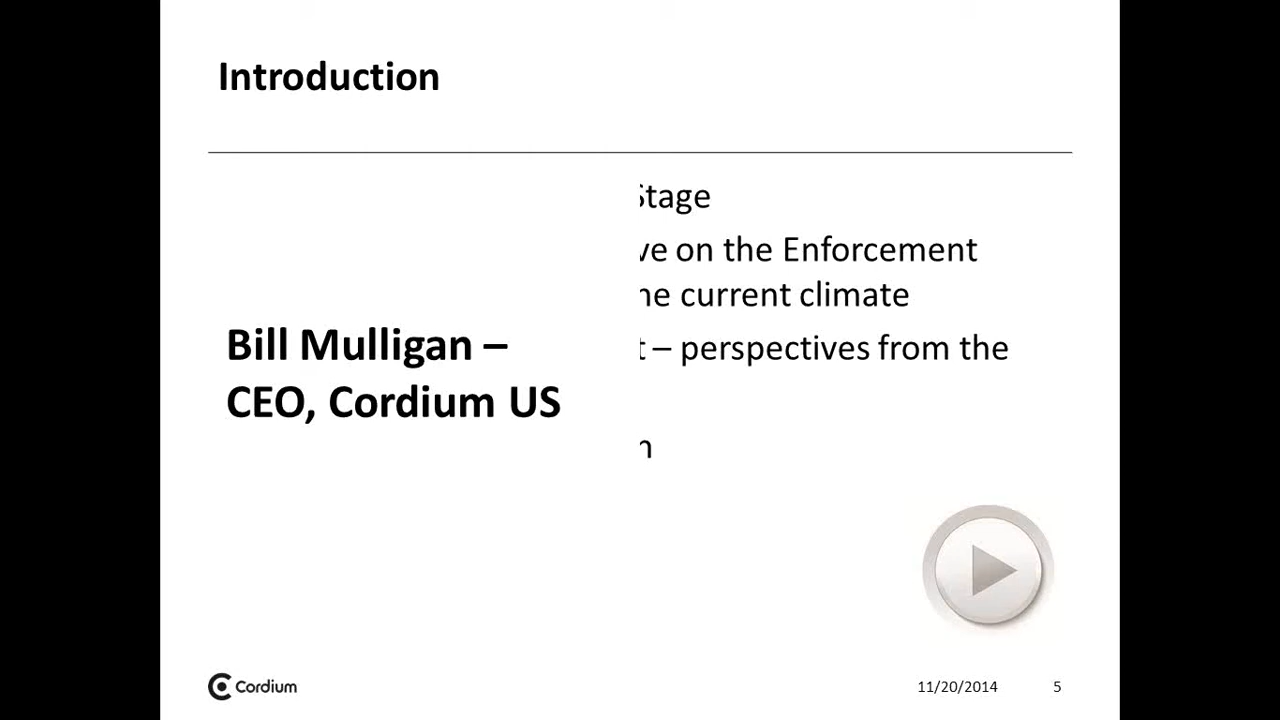 Introduction
Stage
ve on the Enforcement
he current climate
Bill Mulligan –
t – perspectives from the
CEO, Cordium US
n
Cordium
11/20/2014
5